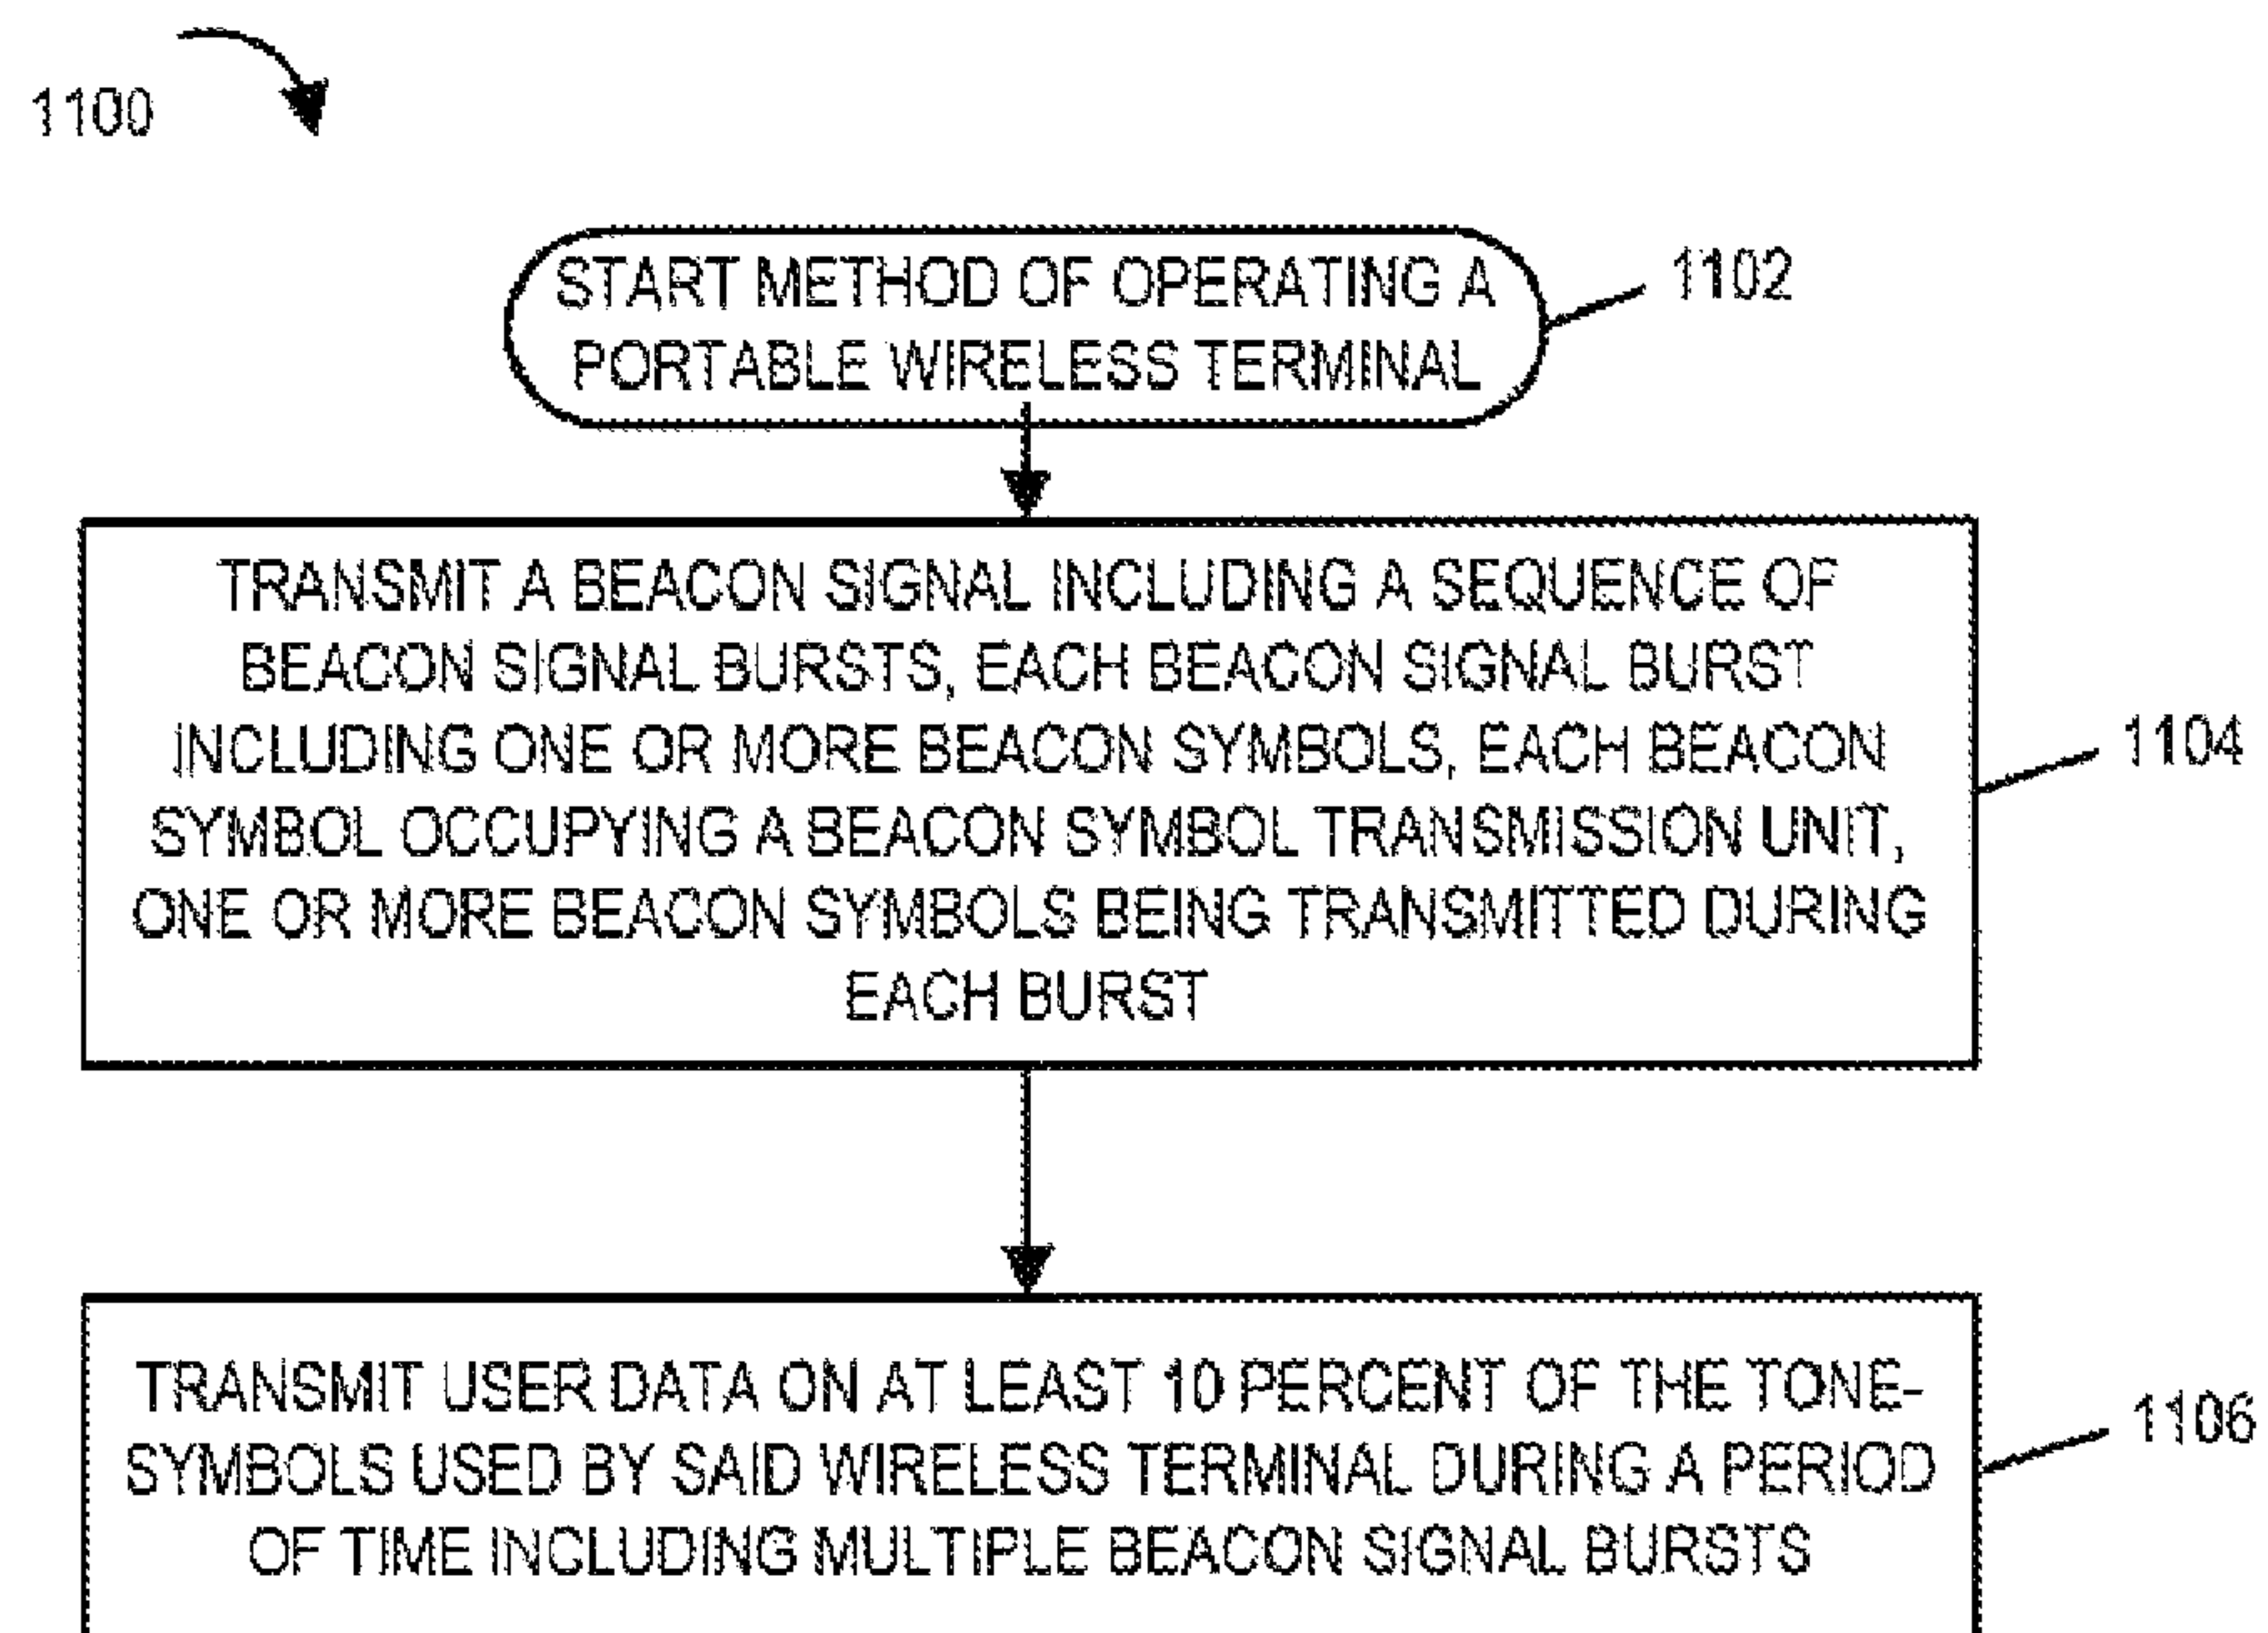 1100
START METHOD OF OPERATING A
PORTABLE WIRELESS TERMINAL
1102
TRANSMIT A BEACON SIGNAL INCLUDING A SEQUENCE OF
BEACON SIGNAL BURSTS, EACH BEACON SIGNAL BURST
INCLUDING ONE OR MORE BEACON SYMBOLS, EACH BEACON
SYMBOL OCCUPYING A BEACON SYMBOL TRANSMISSION UNIT,
ONE OR MORE BEACON SYMBOLS BEING TRANSMITTED DURING
EACH BURST
1104
TRANSMIT USER DATA ON AT LEAST 10 PERCENT OF THE TONE-
SYMBOLS USED BY SAID WIRELESS TERMINAL DURING A PERIOD
OF TIME INCLUDING MULTIPLE BEACON SIGNAL BURSTS
1106